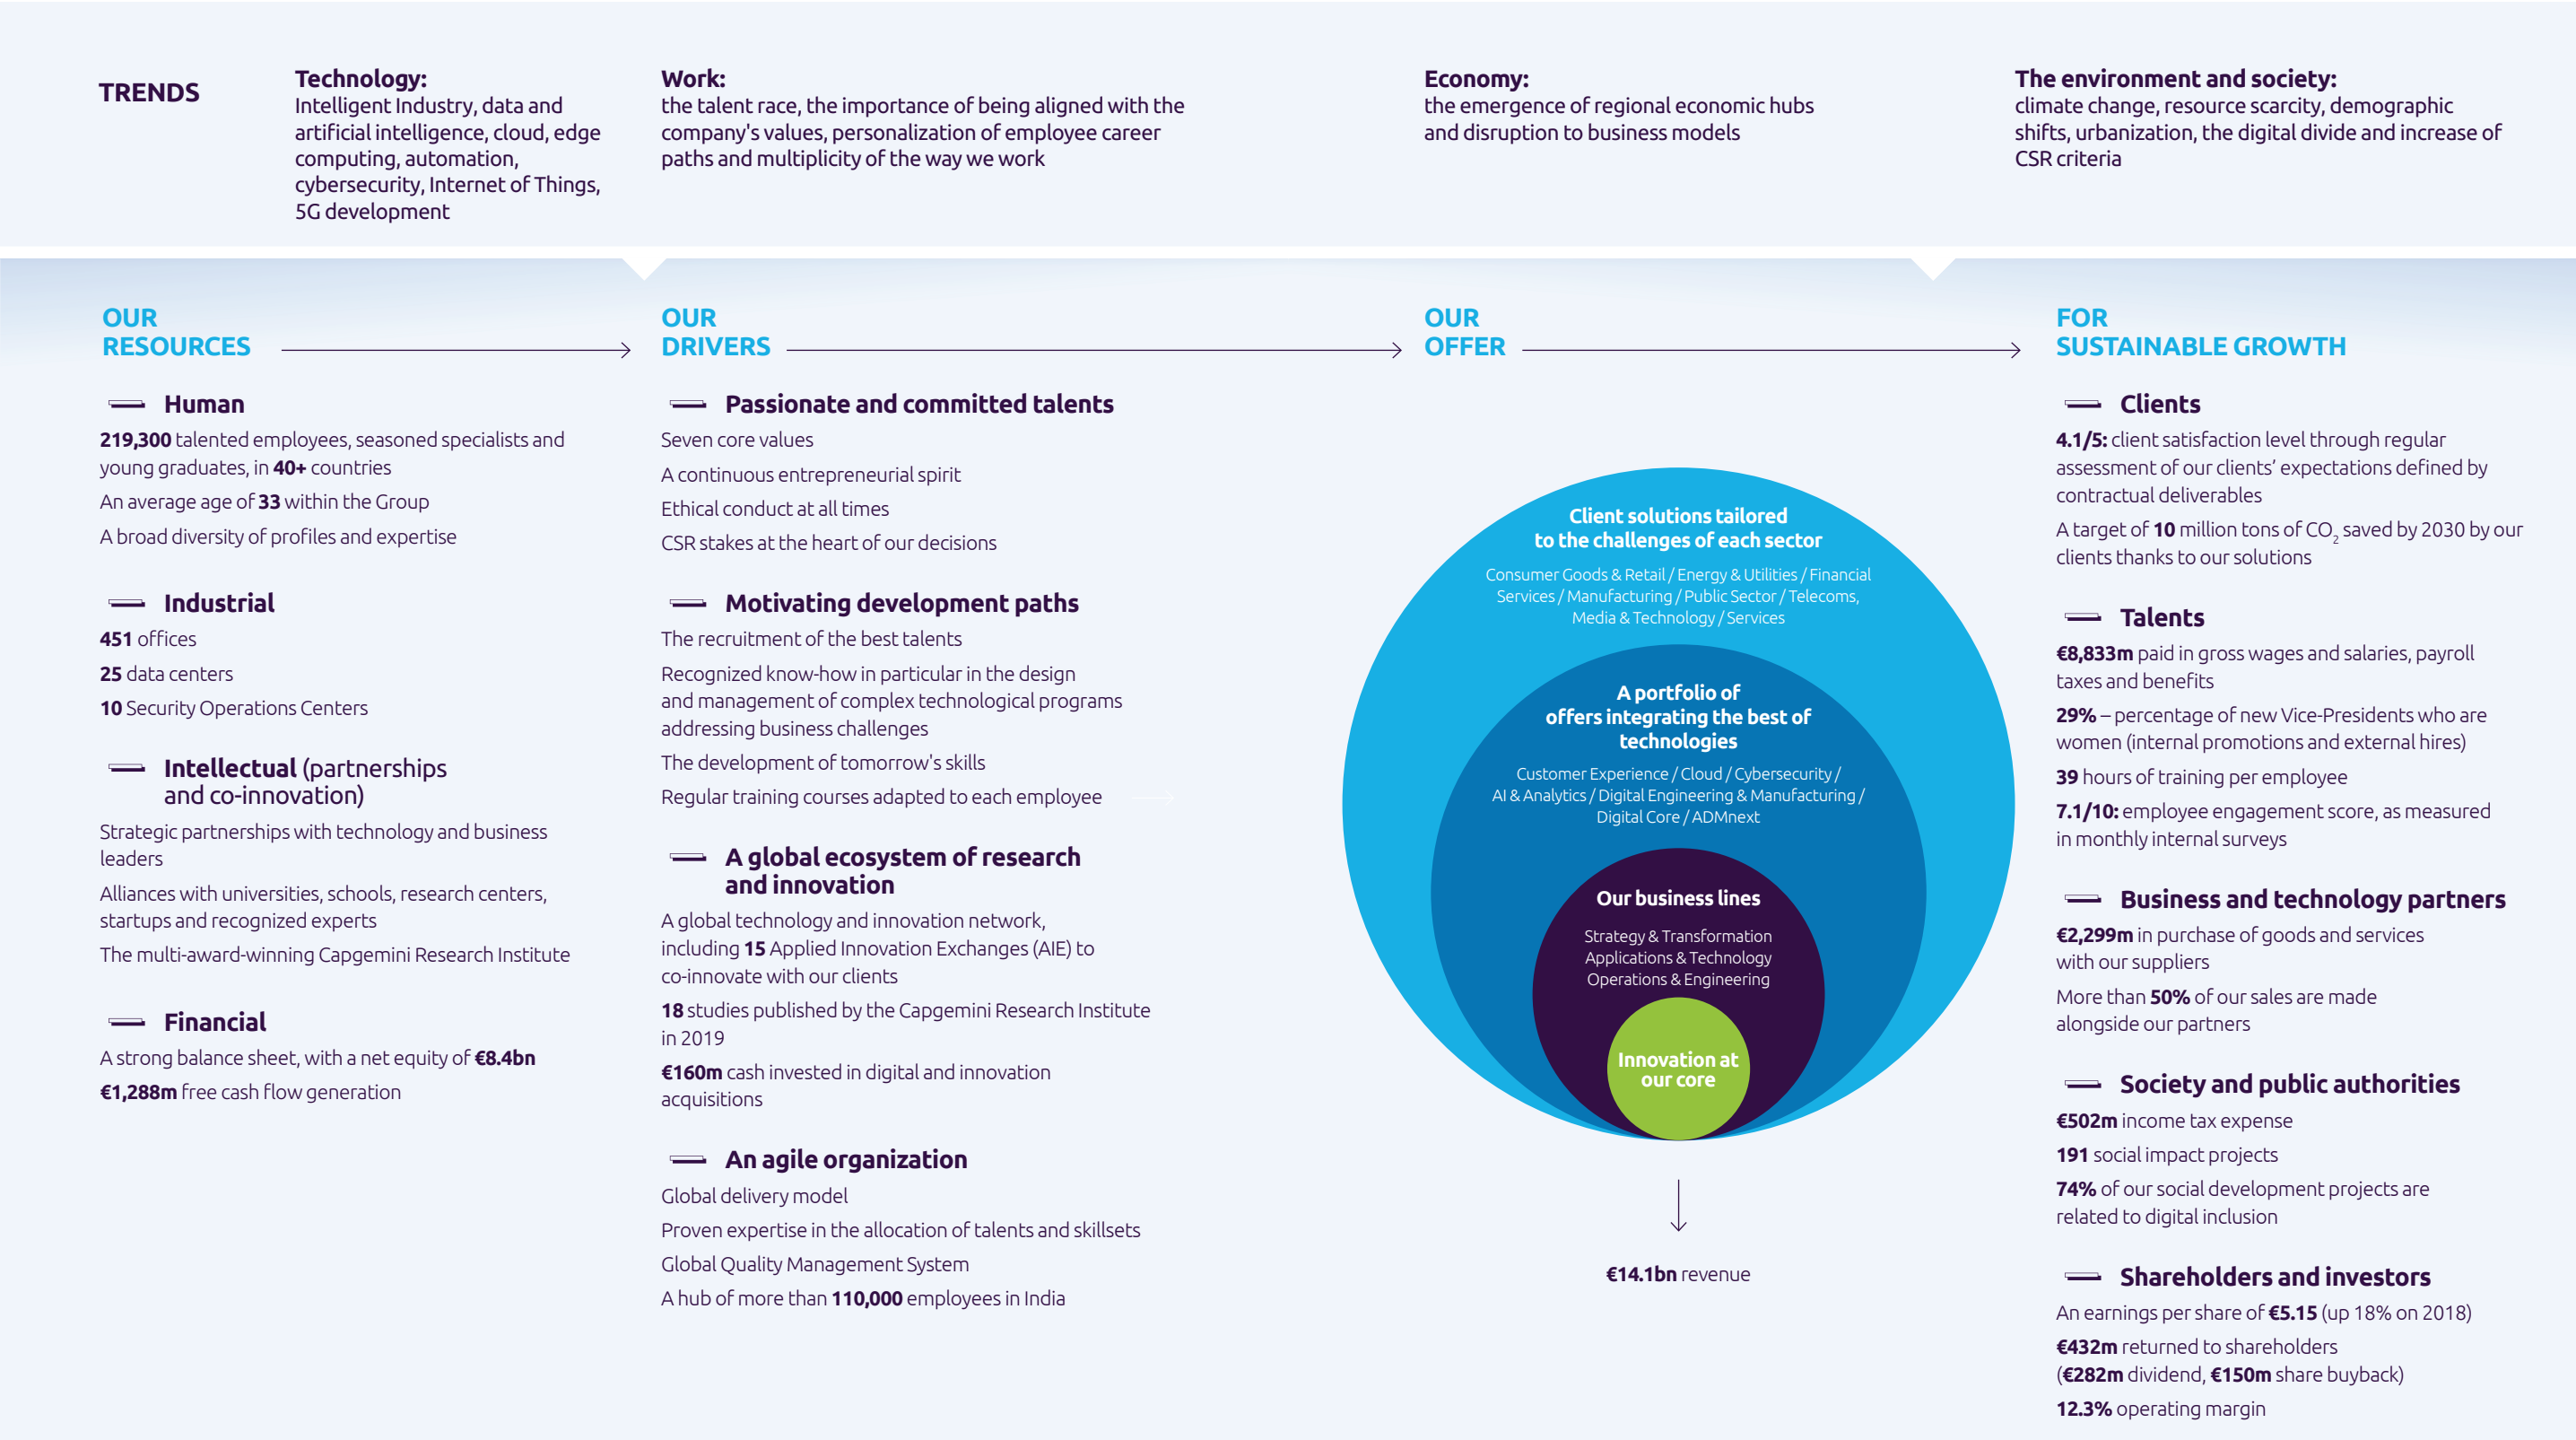 TRENDS
Technology:
Intelligent Industry, data and
artificial intelligence, cloud, edge
computing, automation,
cybersecurity, Internet of Things,
5G development
Work:
the talent race, the importance of being aligned with the
company's values, personalization of employee career
paths and multiplicity of the way we work
Economy:
the emergence of regional economic hubs
and disruption to business models
The environment and society:
climate change, resource scarcity, demographic
shifts, urbanization, the digital divide and increase of
CSR criteria
OUR
RESOURCES
Human
219,300 talented employees, seasoned specialists and
young graduates, in 40+ countries
An average age of 33 within the Group
A broad diversity of profiles and expertise
Industrial
451 offices
25 data centers
10 Security Operations Centers
Intellectual (partnerships
and co-innovation)
Strategic partnerships with technology and business
leaders
Alliances with universities, schools, research centers,
startups and recognized experts
The multi-award-winning Capgemini Research Institute
Financial
A strong balance sheet, with a net equity of €8.4bn
€1,288m free cash flow generation
OUR
DRIVERS
Passionate and committed talents
Seven core values
A continuous entrepreneurial spirit
Ethical conduct at all times
CSR stakes at the heart of our decisions
Motivating development paths
The recruitment of the best talents
Recognized know-how in particular in the design
and management of complex technological programs
addressing business challenges
The development of tomorrow's skills
Regular training courses adapted to each employee
A global ecosystem of research
and innovation
A global technology and innovation network,
including 15 Applied Innovation Exchanges (AIE) to
co-innovate with our clients
18 studies published by the Capgemini Research Institute
in 2019
€160m cash invested in digital and innovation
acquisitions
An agile organization
Global delivery model
Proven expertise in the allocation of talents and skillsets
Global Quality Management System
A hub of more than 110,000 employees in India
OUR
OFFER
Client solutions tailored
to the challenges of each sector
Consumer Goods & Retail / Energy & Utilities / Financial
Services / Manufacturing / Public Sector / Telecoms,
Media & Technology / Services
A portfolio of
offers integrating the best of
technologies
Customer Experience / Cloud / Cybersecurity /
AI & Analytics / Digital Engineering & Manufacturing /
Digital Core / ADMnext
Our business lines
Strategy & Transformation
Applications & Technology
Operations & Engineering
Innovation at
our core
€14.1bn revenue
FOR
SUSTAINABLE GROWTH
Clients
4.1/5: client satisfaction level through regular
assessment of our clients’ expectations defined by
contractual deliverables
A target of 10 million tons of CO₂ saved by 2030 by our
clients thanks to our solutions
Talents
€8,833m paid in gross wages and salaries, payroll
taxes and benefits
29% – percentage of new Vice-Presidents who are
women (internal promotions and external hires)
39 hours of training per employee
7.1/10: employee engagement score, as measured
in monthly internal surveys
Business and technology partners
€2,299m in purchase of goods and services
with our suppliers
More than 50% of our sales are made
alongside our partners
Society and public authorities
€502m income tax expense
191 social impact projects
74% of our social development projects are
related to digital inclusion
Shareholders and investors
An earnings per share of €5.15 (up 18% on 2018)
€432m returned to shareholders
(€282m dividend, €150m share buyback)
12.3% operating margin